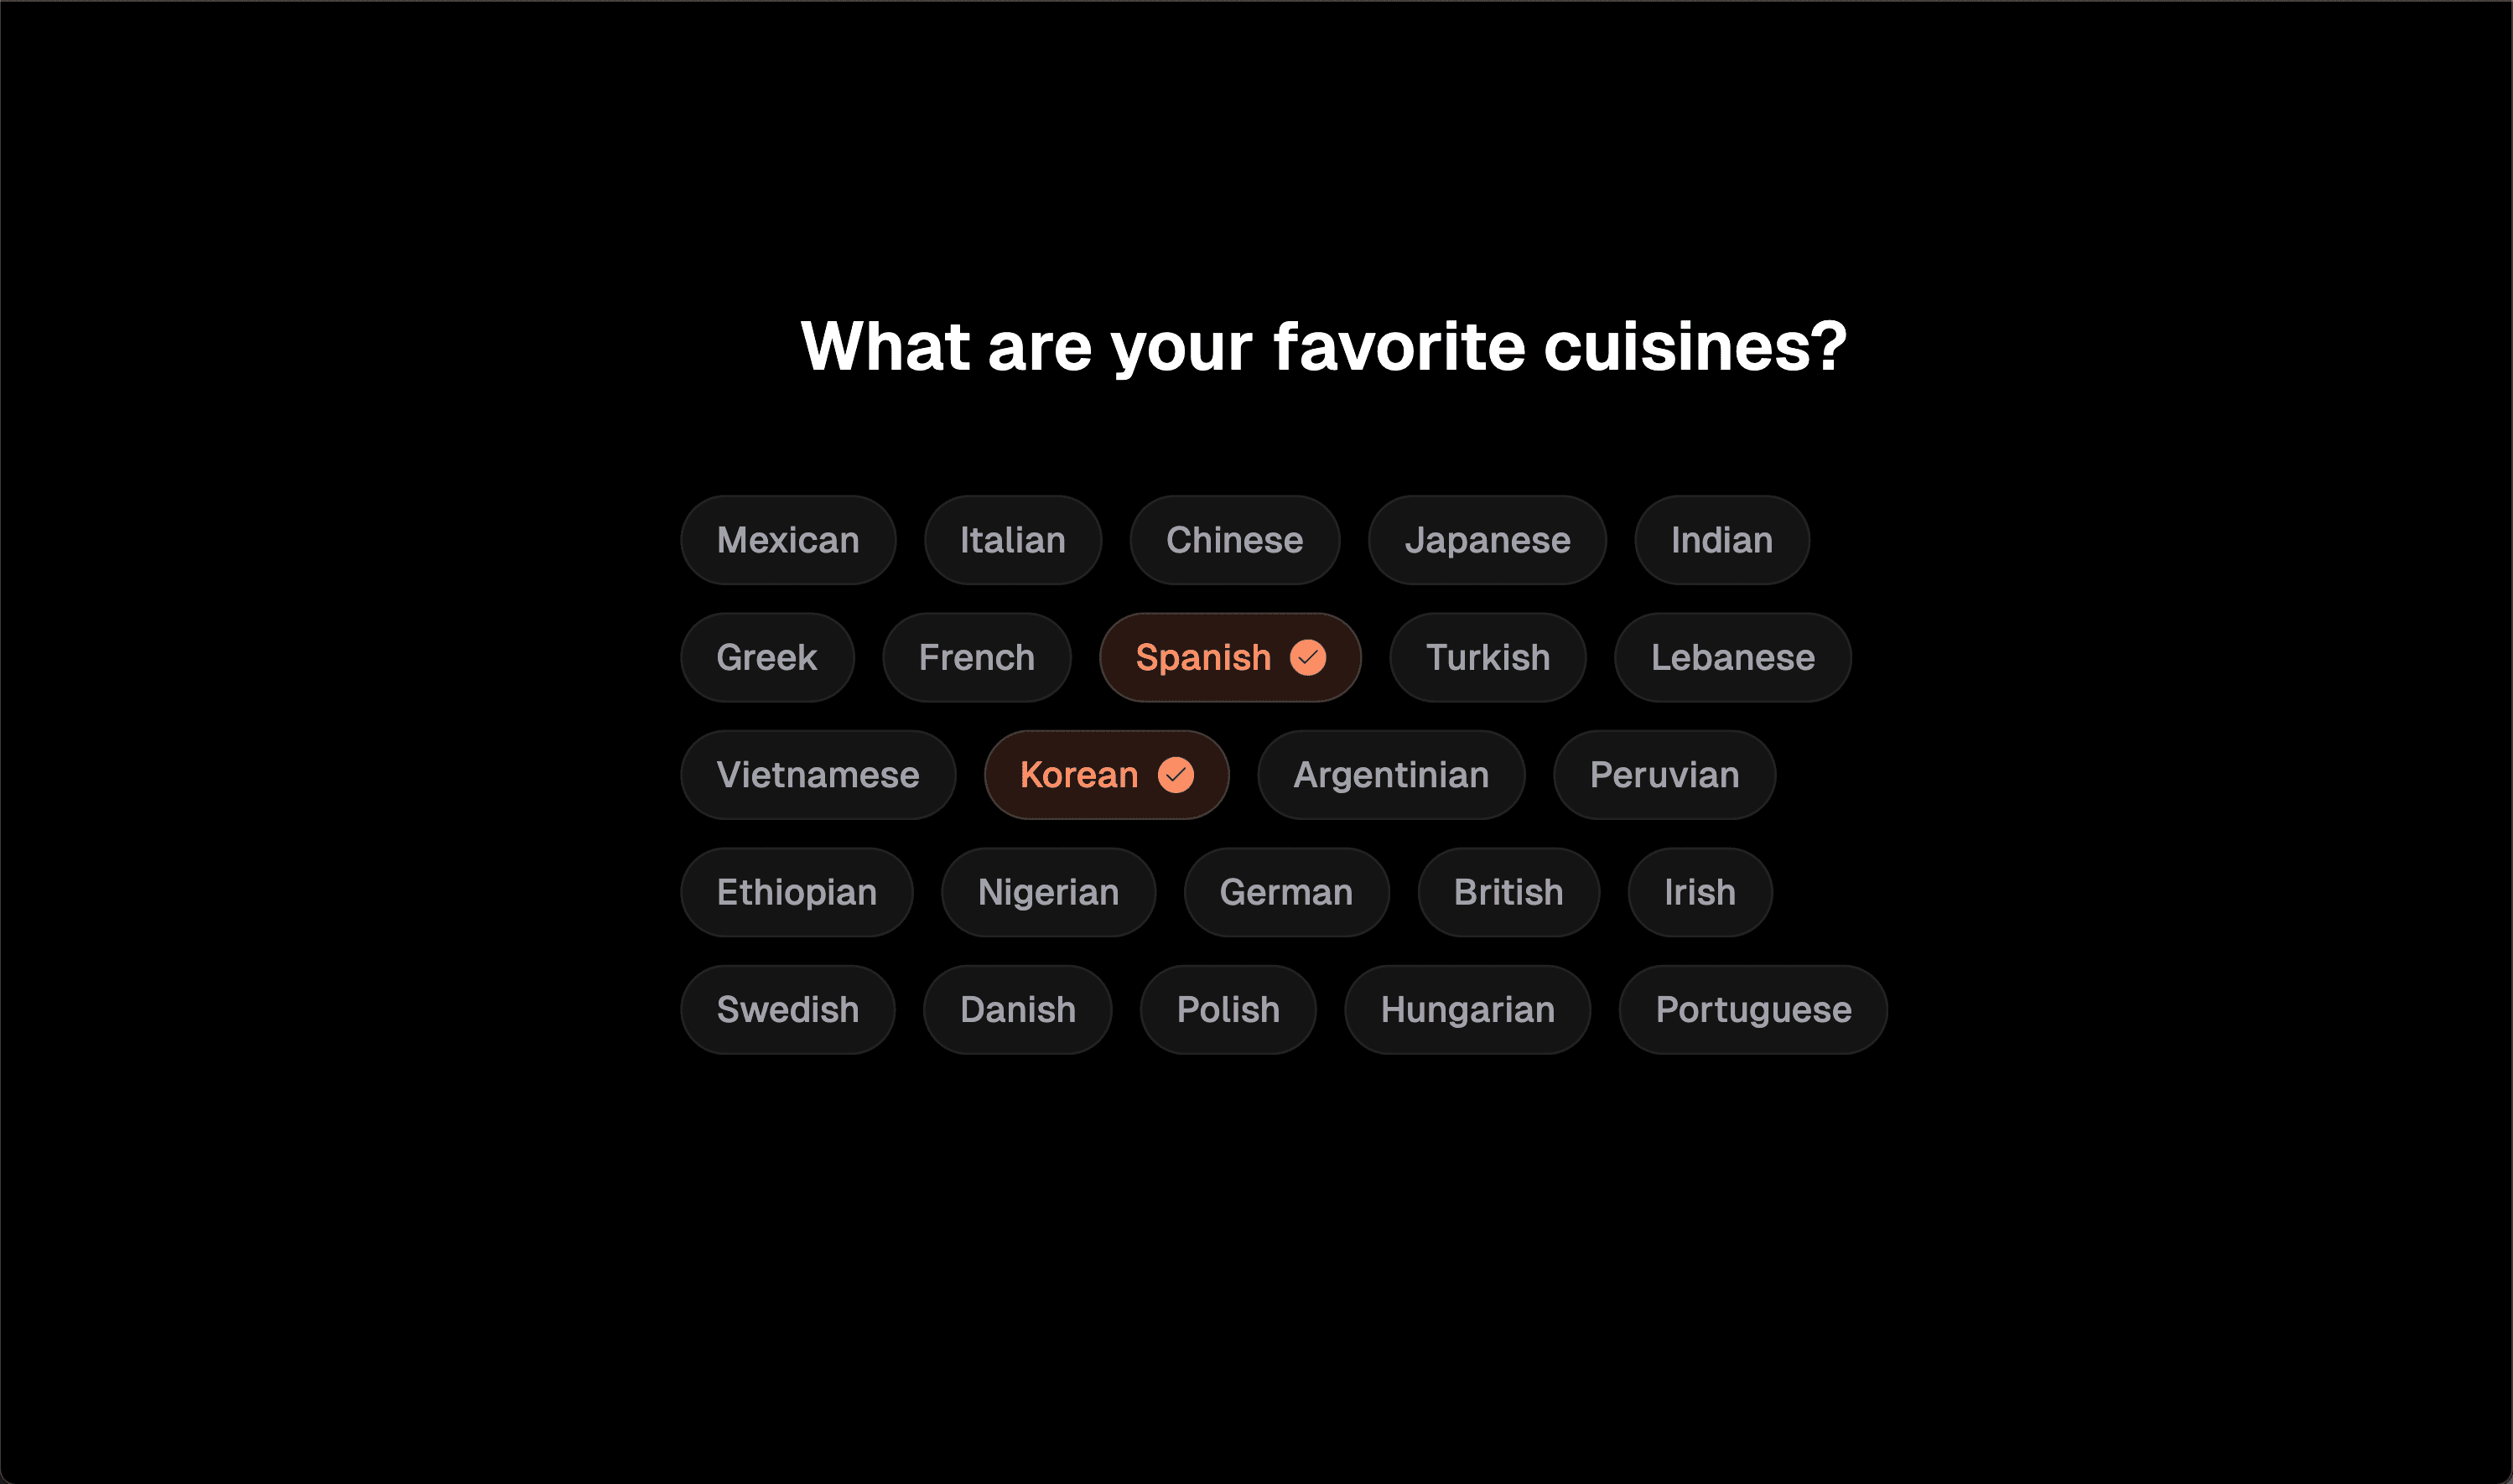 What are your favorite cuisines?
Mexican Italian Chinese Japanese Indian
Greek French Spanish Turkish Lebanese
Vietnamese Korean Argentinian Peruvian
Ethiopian Nigerian German British Irish
Swedish Danish Polish Hungarian Portuguese